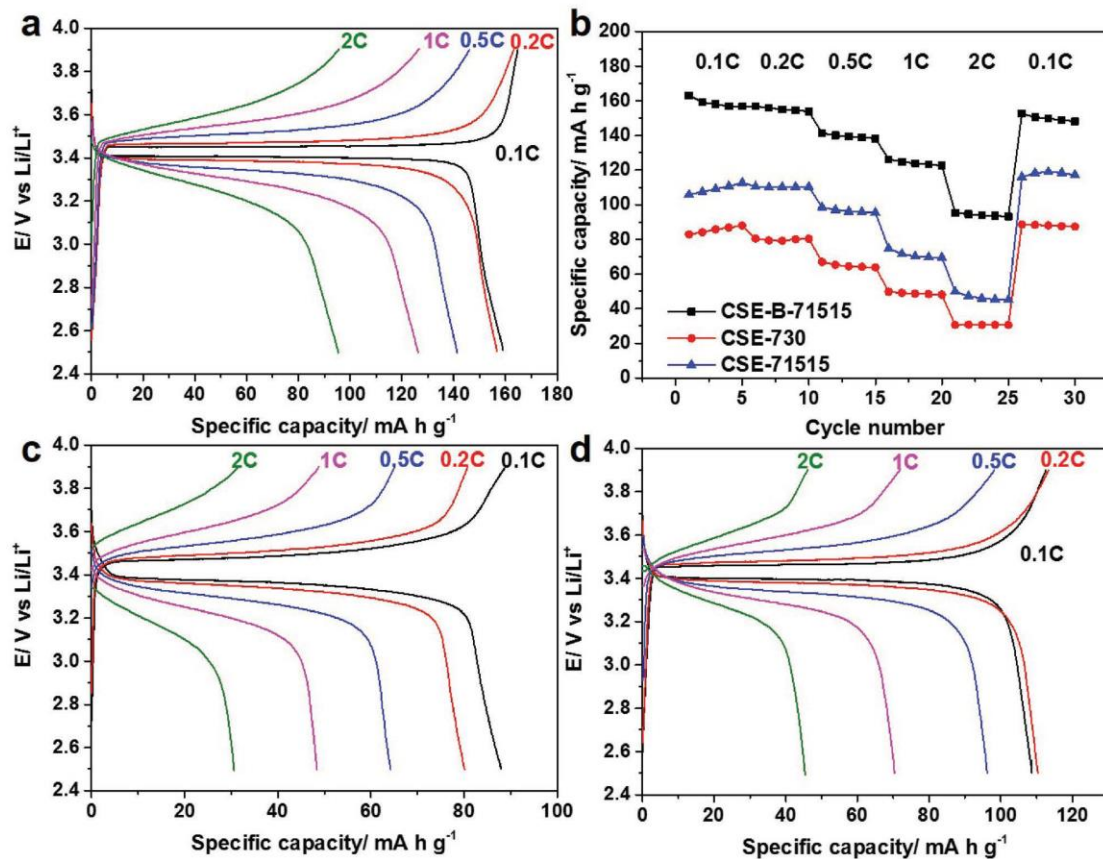 a
2C 1C 0.5C 0.2C
0.1C
4.0
3.8
3.6
3.4
3.2
3.0
2.8
2.6
2.4
E/ V vs Li/Li+
0 20 40 60 80 100 120 140 160 180
Specific capacity/ mA h g-1
b
0.1C 0.2C 0.5C 1C 2C 0.1C
200
180
160
140
120
100
80
60
40
20
0
Specific capacity/ mA h g-1
CSE-B-71515
CSE-730
CSE-71515
0 5 10 15 20 25 30
Cycle number
c
2C 1C 0.5C 0.2C 0.1C
4.0
3.8
3.6
3.4
3.2
3.0
2.8
2.6
2.4
E/ V vs Li/Li+
0 20 40 60 80 100
Specific capacity/ mA h g-1
d
2C 1C 0.5C 0.2C
0.1C
4.0
3.8
3.6
3.4
3.2
3.0
2.8
2.6
2.4
E/ V vs Li/Li+
0 20 40 60 80 100 120
Specific capacity/ mA h g-1